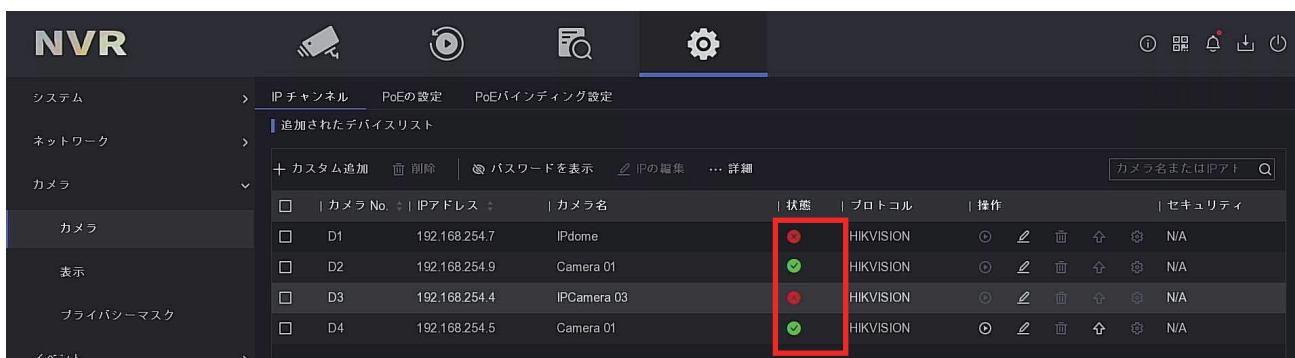 NVR
システム
ネットワーク
カメラ
カメラ
表示
プライバシーマスク
IPチャンネル PoEの設定 PoEバインディング設定
追加されたデバイスリスト
+ カスタム追加 削除 パスワードを表示 IPの編集 ... 詳細 カメラ名またはIPアド
カメラ No. IPアドレス カメラ名 状態 プロトコル 操作 セキュリティ
D1 192.168.254.7 IPdome HIKVISION N/A
D2 192.168.254.9 Camera 01 HIKVISION N/A
D3 192.168.254.4 IPCamera 03 HIKVISION N/A
D4 192.168.254.5 Camera 01 HIKVISION N/A